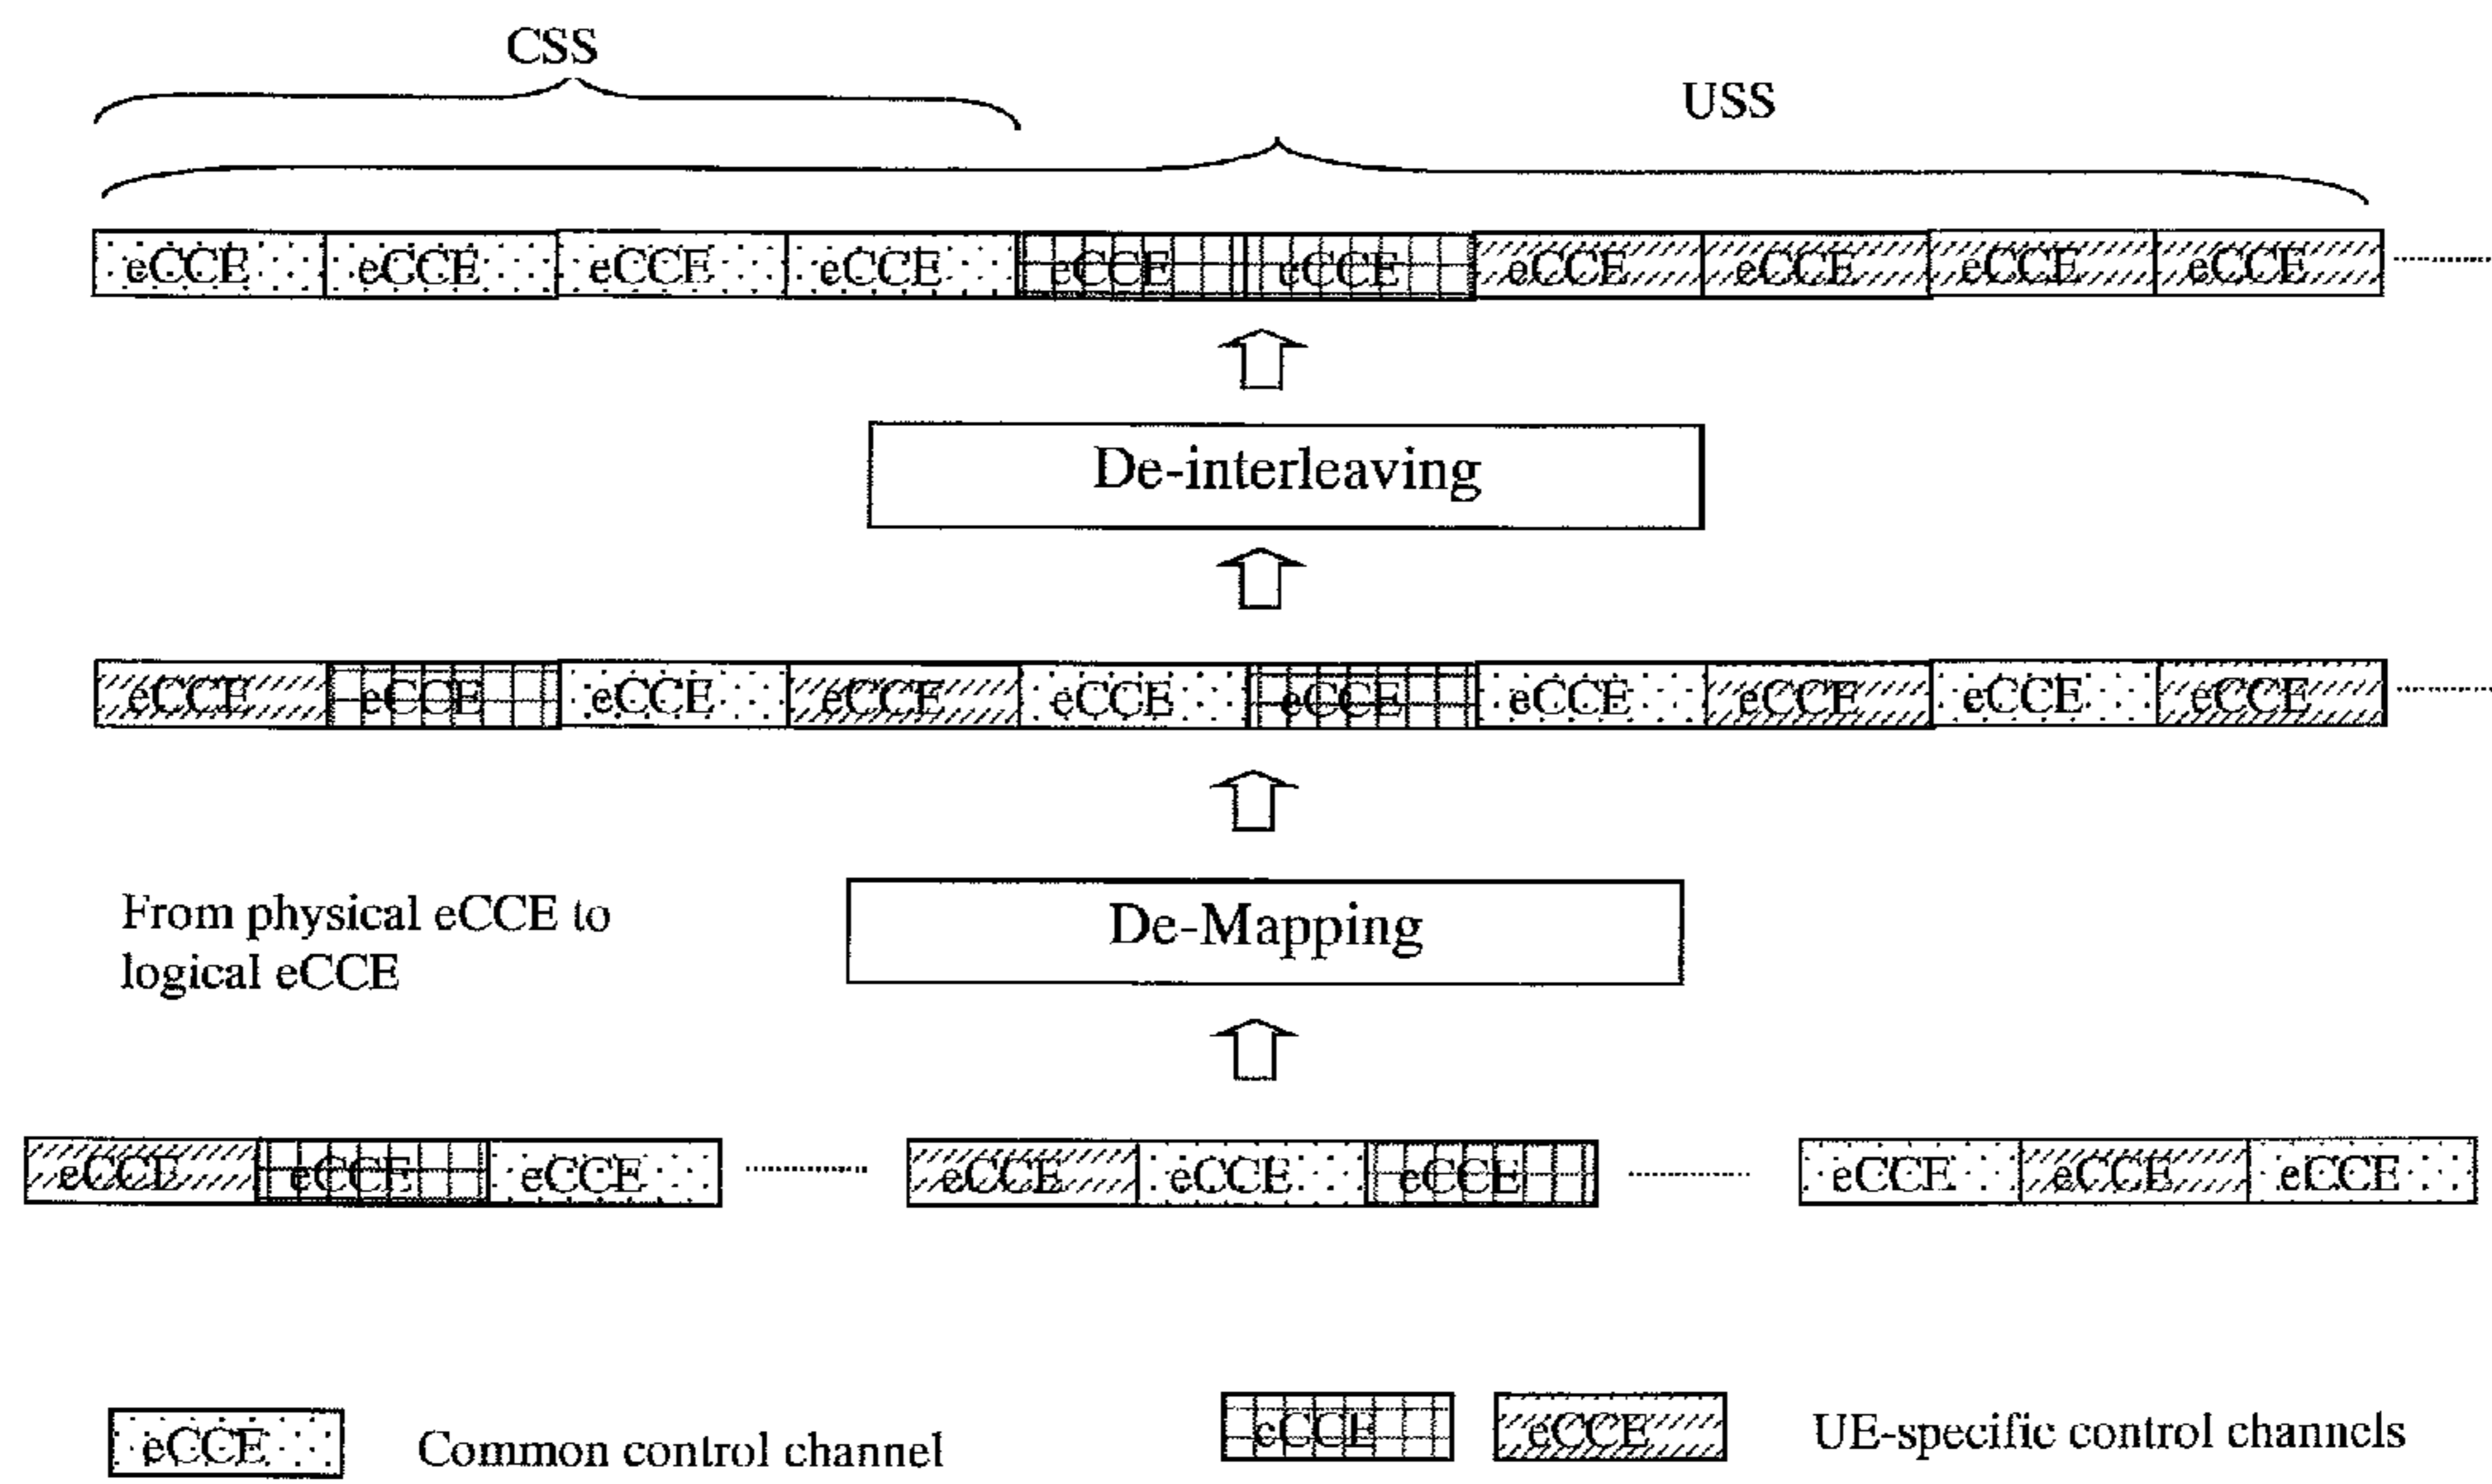 CSS
USS
eCCE eCCE eCCE eCCE eCCE eCCE eCCE eCCE eCCE eCCE
De-interleaving
eCCE eCCE eCCE eCCE eCCE eCCE eCCE eCCE eCCE eCCE
From physical eCCE to
logical eCCE
De-Mapping
eCCE eCCE eCCE eCCE eCCE eCCE eCCE eCCE eCCE
eCCE Common control channel eCCE eCCE UE-specific control channels